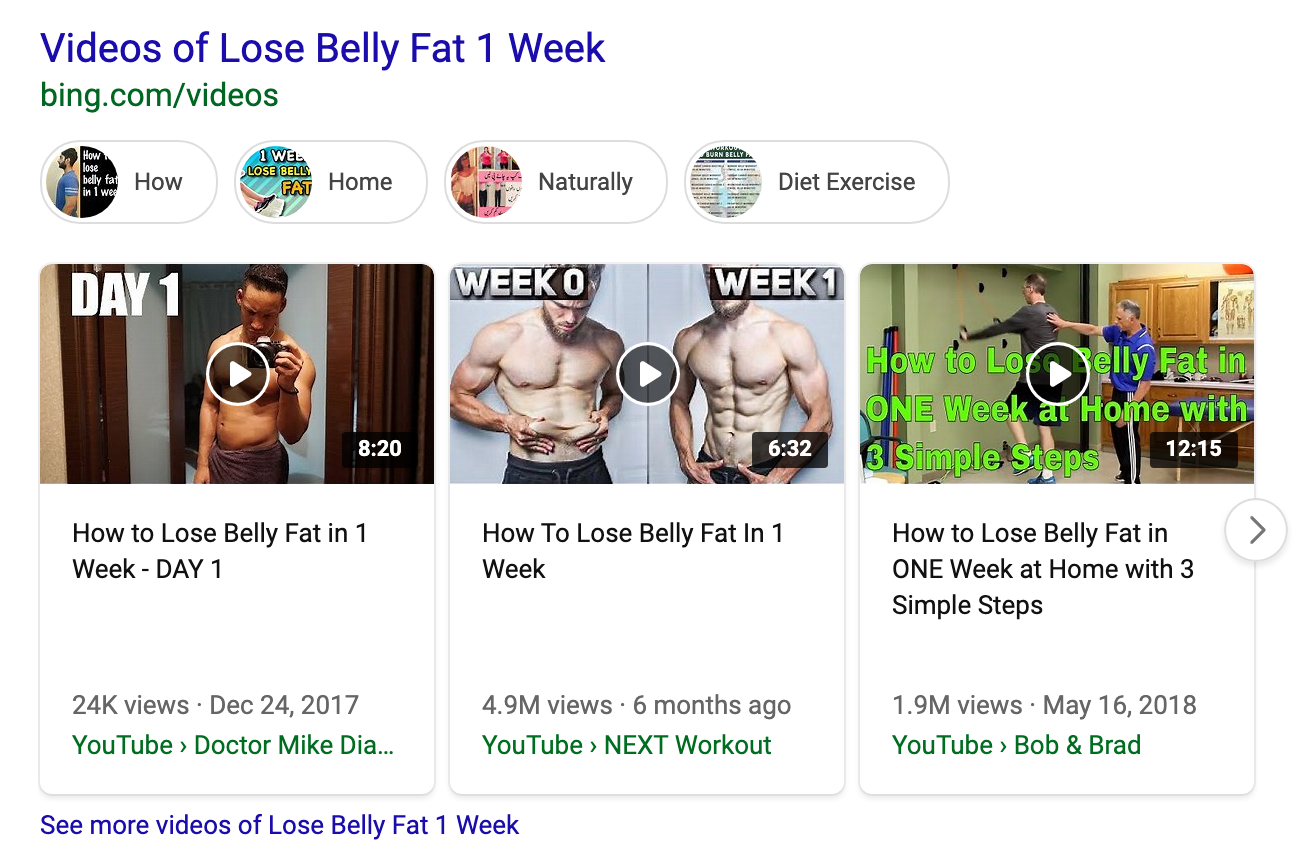 Videos of Lose Belly Fat 1 Week
bing.com/videos
How
lose
belly fat
in 1 wee
How
1 WEE
LOSE BELLY
FAT
Home
Naturally
BURN BELLY
Diet Exercise
DAY 1
8:20
WEEK 0
WEEK 1
6:32
How to Lose Belly Fat in
ONE Week at Home with
3 Simple Steps
12:15
How to Lose Belly Fat in 1
Week - DAY 1
24K views · Dec 24, 2017
YouTube › Doctor Mike Dia...
How To Lose Belly Fat In 1
Week
4.9M views · 6 months ago
YouTube › NEXT Workout
How to Lose Belly Fat in
ONE Week at Home with 3
Simple Steps
1.9M views · May 16, 2018
YouTube › Bob & Brad
See more videos of Lose Belly Fat 1 Week